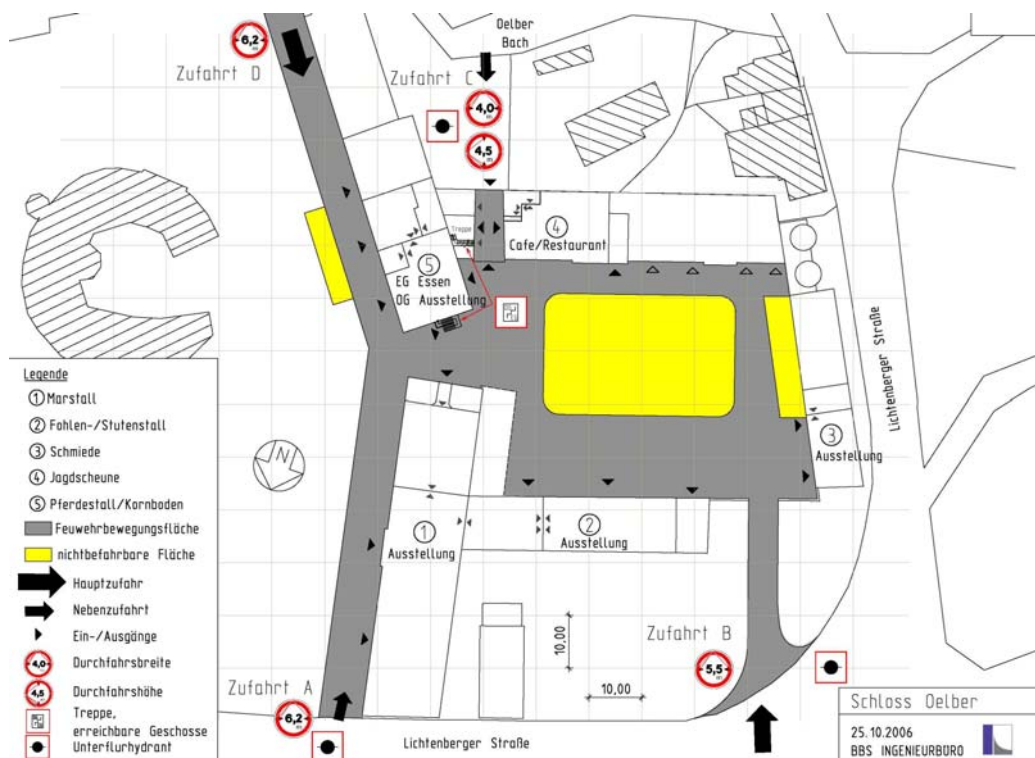 6,2
m
Zufahrt D
Zufahrt C
Oelber
Bach
4,0
m
4,5
m
Treppe
4
Cafe/Restaurant
5
EG Essen
OG Ausstellung
Lichtenberger Straße
3
Ausstellung
N
1
Ausstellung
2
Ausstellung
Legende
1 Marstall
2 Fohlen-/Stutenstall
3 Schmiede
4 Jagdscheune
5 Pferdestall/Kornboden
Feuwehrbewegungsfläche
nichtbefahrbare Fläche
Hauptzufahr
Nebenzufahrt
Ein-/Ausgänge
4,0 Durchfahrsbreite
4,5 Durchfahrshöhe
Treppe,
erreichbare Geschosse
Unterflurhydrant
Zufahrt A
6,2
m
10,00
10,00
Zufahrt B
5,5
m
Lichtenberger Straße
Schloss Oelber
25.10.2006
BBS INGENIEURBÜRO